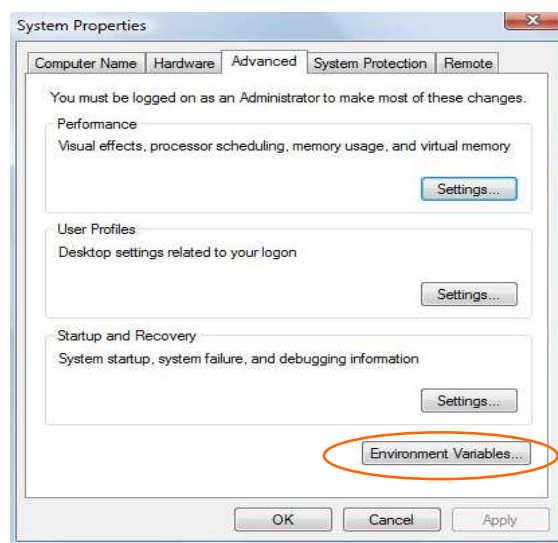 System Properties
Computer Name Hardware Advanced System Protection Remote
You must be logged on as an Administrator to make most of these changes.
Performance
Visual effects, processor scheduling, memory usage, and virtual memory
Settings...
User Profiles
Desktop settings related to your logon
Settings...
Startup and Recovery
System startup, system failure, and debugging information
Settings...
Environment Variables...
OK Cancel Apply